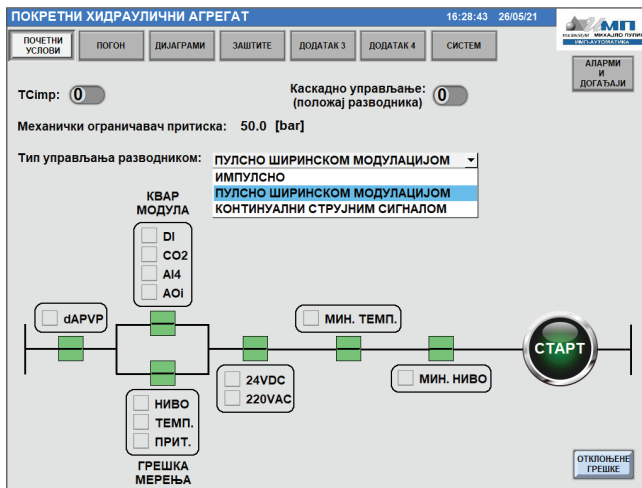 ПОКРЕТНИ ХИДРАУЛИЧНИ АГРЕГАТ 16:28:43 26/05/21
МП
МИХАЈЛО ПУПИН
ИМП-АУТОМАТИКА
ПОЧЕТНИ УСЛОВИ
ПОГОН
ДИЈАГРАМИ
ЗАШТИТЕ
ДОДАТАК 3
ДОДАТАК 4
СИСТЕМ
АЛАРМИ
И
ДОГАЂАЈИ
TCimp: 0
Каскадно управљање:
(положај разводника) 0
Механички ограничавач притиска: 50.0 [bar]
Тип управљања разводником: ПУЛСНО ШИРИНСКОМ МОДУЛАЦИЈОМ
ИМПУЛСНО
ПУЛСНО ШИРИНСКОМ МОДУЛАЦИЈОМ
КОНТИНУАЛНИ СТРУЈНИМ СИГНАЛОМ
КВАР
МОДУЛА
DI
CO2
AI4
AOi
dAPVP
МИН. ТЕМП.
СТАРТ
24VDC
220VAC
МИН. НИВО
НИВО
ТЕМП.
ПРИТ.
ГРЕШКА
МЕРЕЊА
ОТКЛОЊЕНЕ
ГРЕШКЕ